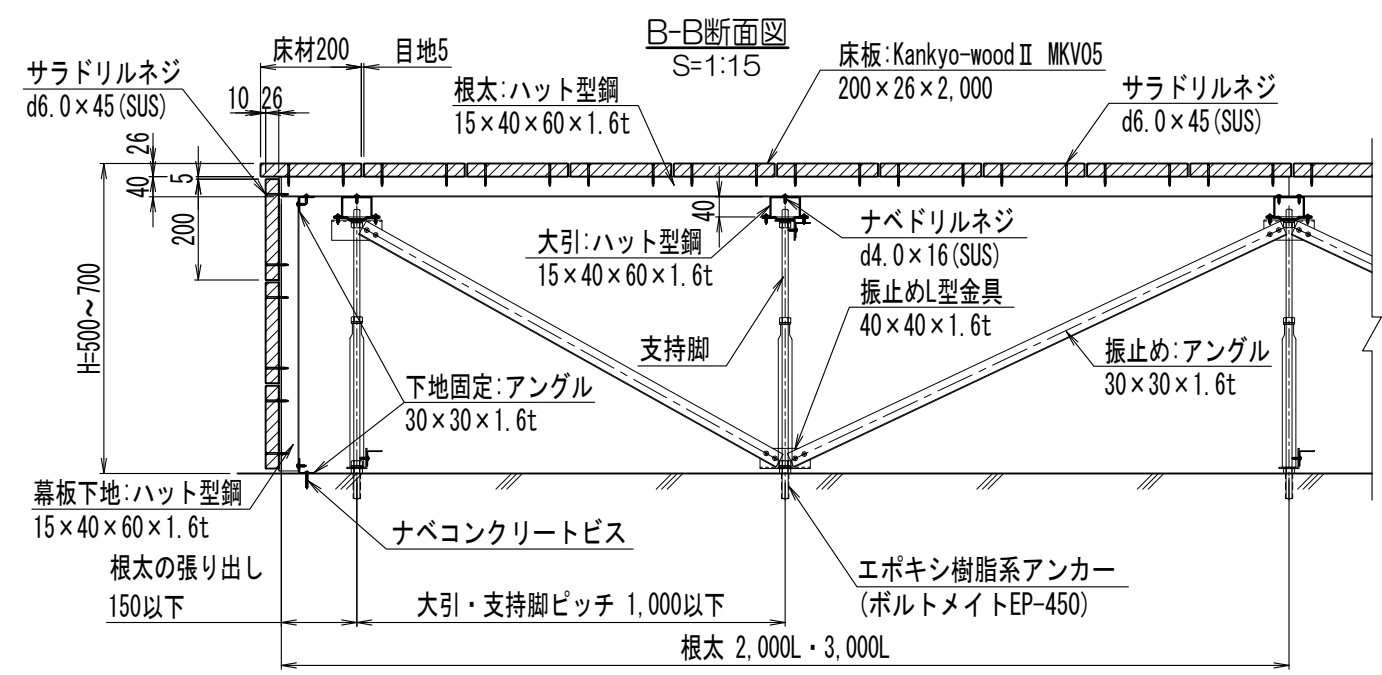 B-B断面図
S=1:15
床材200
目地5
サラドリルネジ
d6.0×45(SUS)
10
26
根太:ハット型鋼
15×40×60×1.6t
床板:Kankyo-woodⅡ MKV05
200×26×2,000
サラドリルネジ
d6.0×45(SUS)
26
40
5
200
H=500~700
40
大引:ハット型鋼
15×40×60×1.6t
ナベドリルネジ
d4.0×16(SUS)
振止めL型金具
40×40×1.6t
支持脚
振止め:アングル
30×30×1.6t
下地固定:アングル
30×30×1.6t
幕板下地:ハット型鋼
15×40×60×1.6t
ナベコンクリートビス
根太の張り出し
150以下
大引・支持脚ピッチ 1,000以下
エポキシ樹脂系アンカー
(ボルトメイトEP-450)
根太 2,000L・3,000L